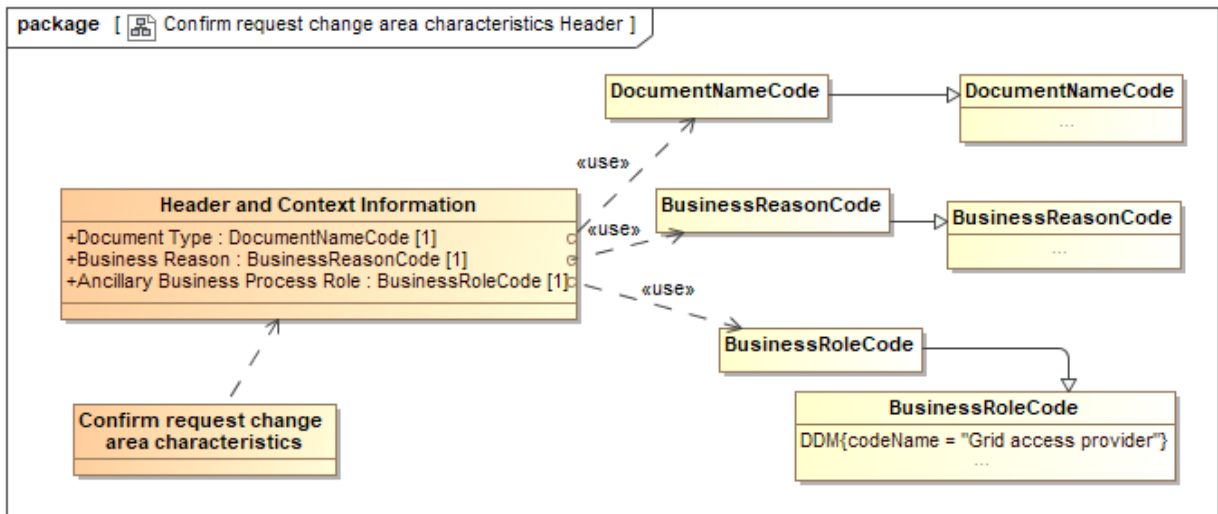 package [ Confirm request change area characteristics Header ]
DocumentNameCode
DocumentNameCode
...
«use»
Header and Context Information
+Document Type : DocumentNameCode [1]
+Business Reason : BusinessReasonCode [1]
+Ancillary Business Process Role : BusinessRoleCode [1]
«use»
BusinessReasonCode
BusinessReasonCode
...
«use»
BusinessRoleCode
Confirm request change
area characteristics
BusinessRoleCode
DDM{codeName = "Grid access provider"}
...